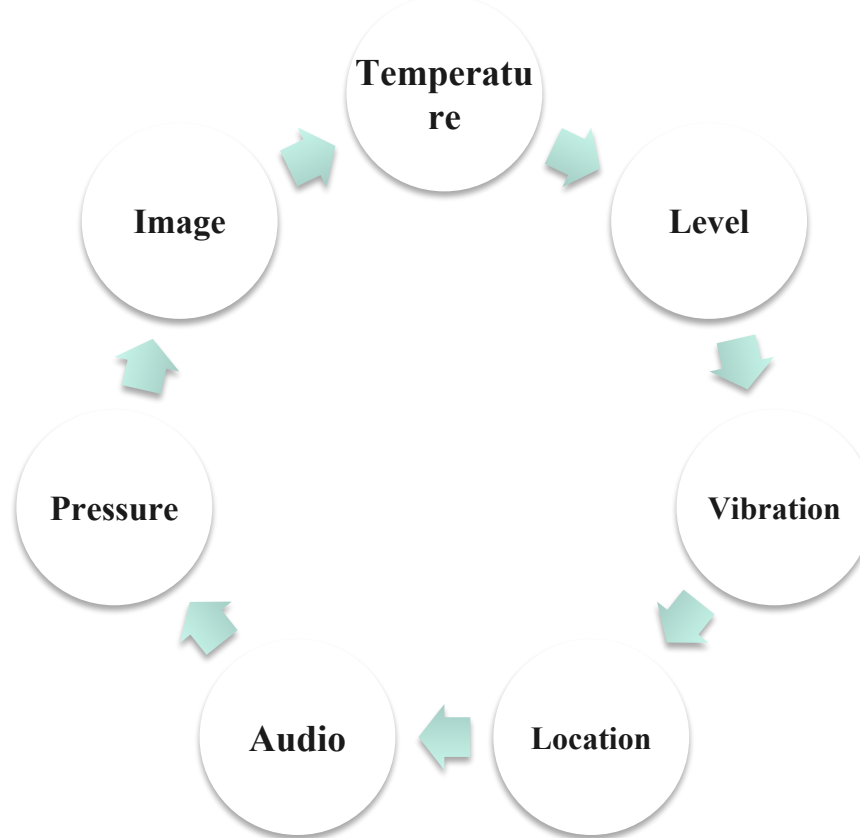 Temperatu
re
Level
Vibration
Location
Audio
Pressure
Image